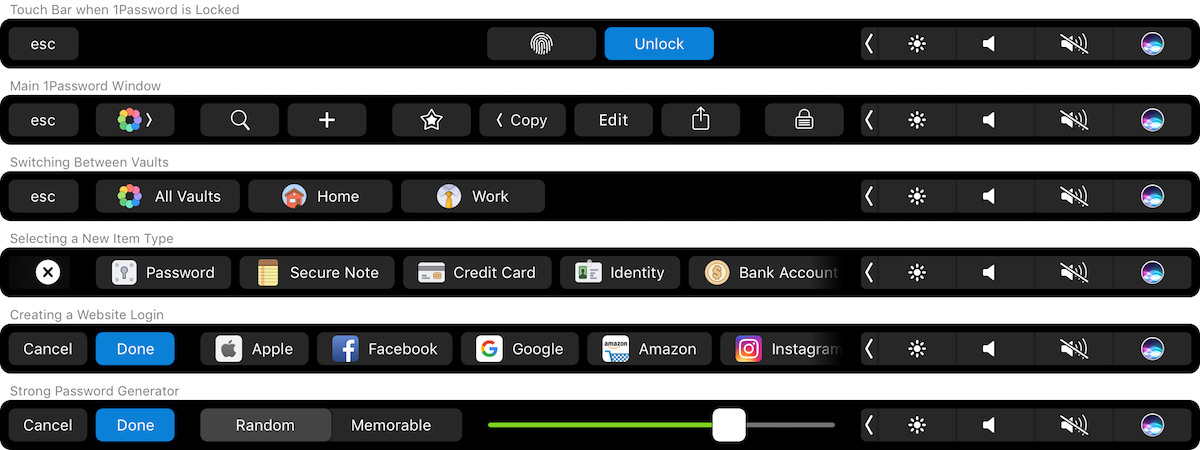 Touch Bar when 1Password is Locked
esc Unlock
Main 1Password Window
esc Copy Edit
Switching Between Vaults
esc All Vaults Home Work
Selecting a New Item Type
Password Secure Note Credit Card Identity Bank Account
Creating a Website Login
Cancel Done Apple Facebook Google amazon Amazon Instagram
Strong Password Generator
Cancel Done Random Memorable